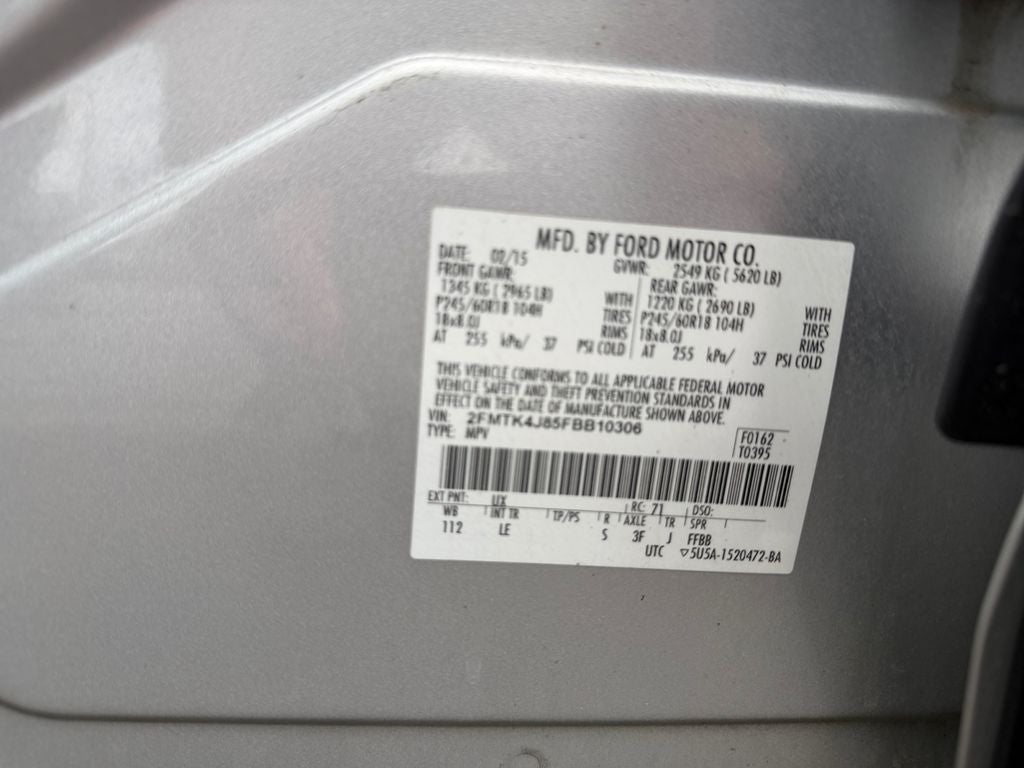 MFD. BY FORD MOTOR CO.
DATE: 02/15 GVWR: 2549 KG ( 5620 LB)
FRONT GAWR: REAR GAWR:
1345 KG ( 2965 LB) WITH 1220 KG ( 2690 LB) WITH
P245/60R18 104H TIRES P245/60R18 104H TIRES
18x8.0J RIMS 18x8.0J RIMS
AT 255 kPa/ 37 PSI COLD AT 255 kPa/ 37 PSI COLD
THIS VEHICLE CONFORMS TO ALL APPLICABLE FEDERAL MOTOR
VEHICLE SAFETY AND THEFT PREVENTION STANDARDS IN
EFFECT ON THE DATE OF MANUFACTURE SHOWN ABOVE.
VIN: 2FMTK4J85FBB10306
TYPE: MPV F0162
T0395
EXT PNT: UX RC: 71 DSO:
WB INT TR TP/PS R AXLE TR SPR
112 LE S 3F J FFBB
UTC ▽5U5A-1520472-BA